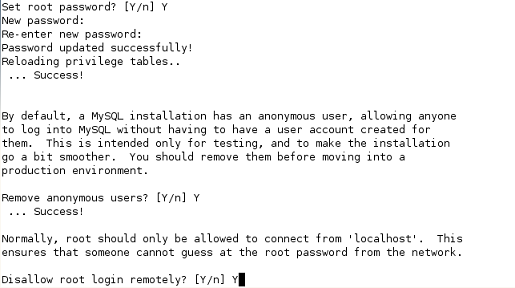 Set root password? [Y/n] Y
New password:
Re-enter new password:
Password updated successfully!
Reloading privilege tables..
... Success!
By default, a MySQL installation has an anonymous user, allowing anyone
to log into MySQL without having to have a user account created for
them.  This is intended only for testing, and to make the installation
go a bit smoother.  You should remove them before moving into a
production environment.
Remove anonymous users? [Y/n] Y
... Success!
Normally, root should only be allowed to connect from 'localhost'.  This
ensures that someone cannot guess at the root password from the network.
Disallow root login remotely? [Y/n] Y